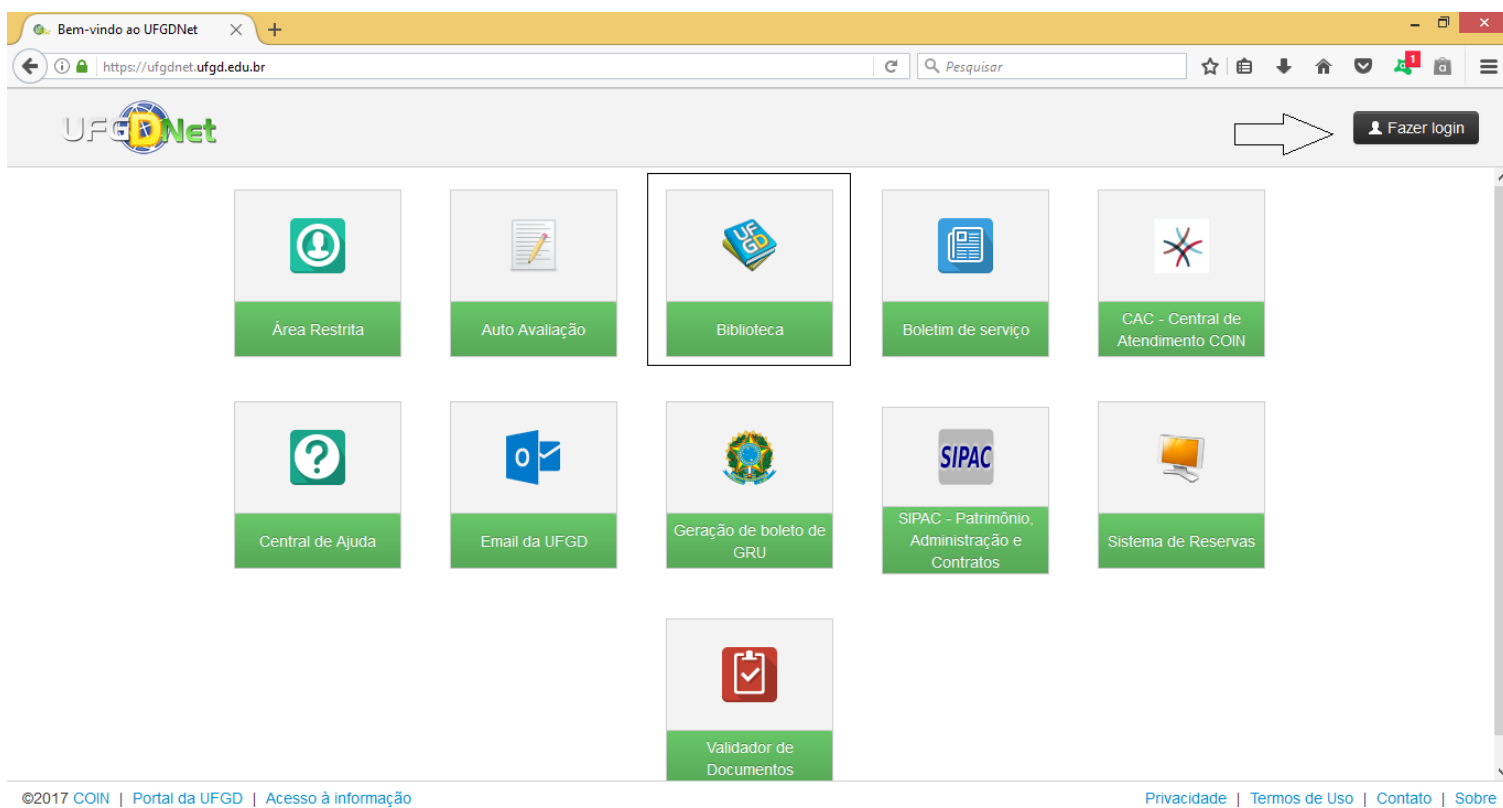 Bem-vindo ao UFGDNet
https://ufgdnet.ufgd.edu.br
Pesquisar
1
UFGDNet
Fazer login
UFGD
Área Restrita
Auto Avaliação
Biblioteca
Boletim de serviço
CAC - Central de
Atendimento COIN
SIPAC
Central de Ajuda
Email da UFGD
Geração de boleto de
GRU
SIPAC - Patrimônio,
Administração e
Contratos
Sistema de Reservas
Validador de
Documentos
©2017 COIN | Portal da UFGD | Acesso à informação
Privacidade | Termos de Uso | Contato | Sobre